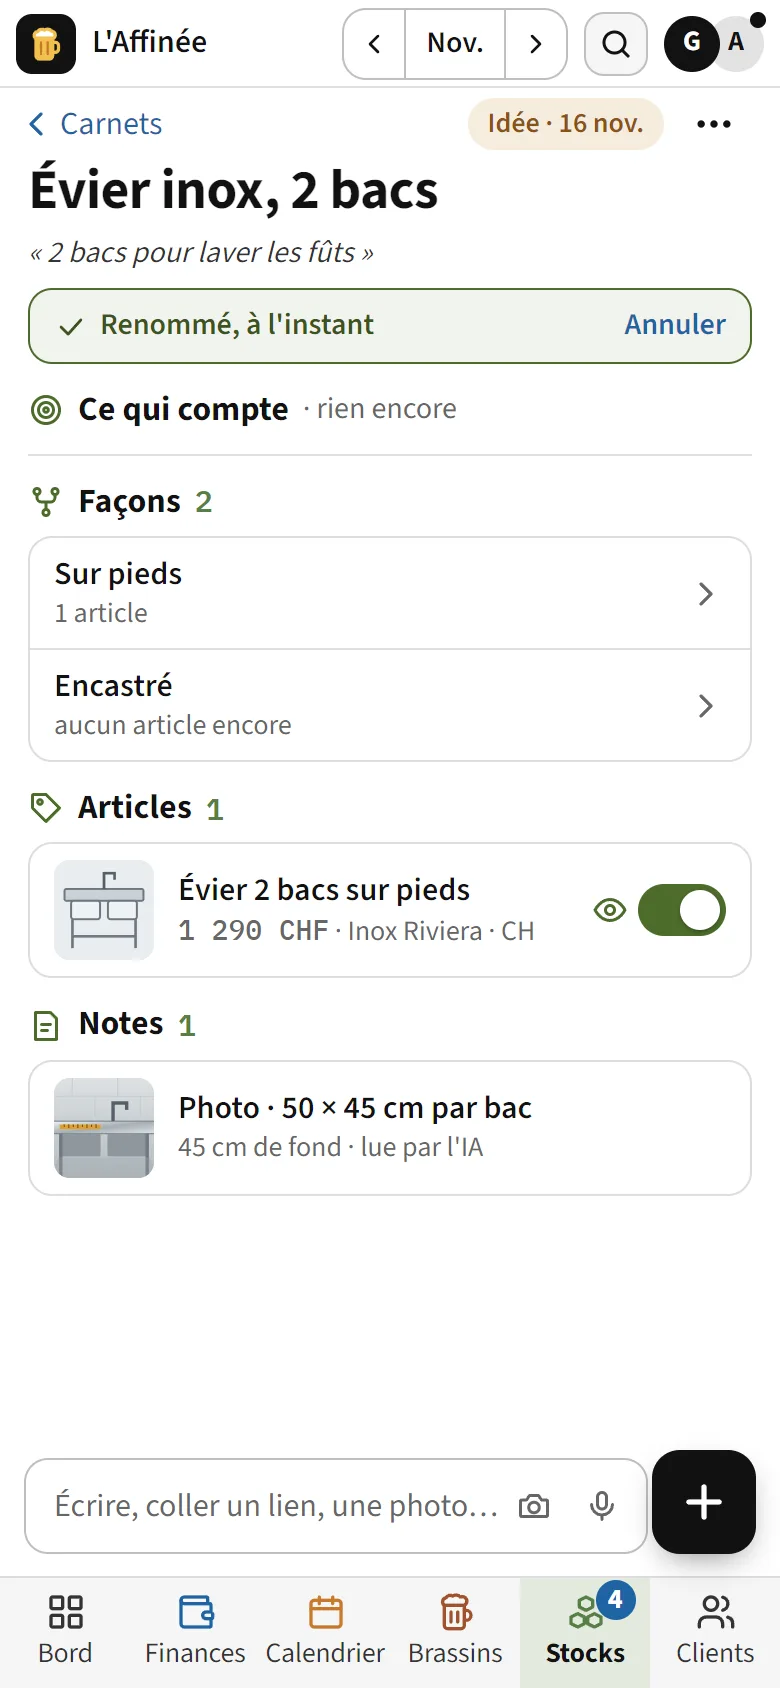 L'Affinée
Nov.
G
A
Carnets
Idée · 16 nov.
Évier inox, 2 bacs
« 2 bacs pour laver les fûts »
Renommé, à l'instant
Annuler
Ce qui compte · rien encore
Façons 2
Sur pieds
1 article
Encastré
aucun article encore
Articles 1
Évier 2 bacs sur pieds
1 290 CHF · Inox Riviera · CH
Notes 1
Photo · 50 × 45 cm par bac
45 cm de fond · lue par l'IA
Écrire, coller un lien, une photo…
4
Bord
Finances
Calendrier
Brassins
Stocks
Clients